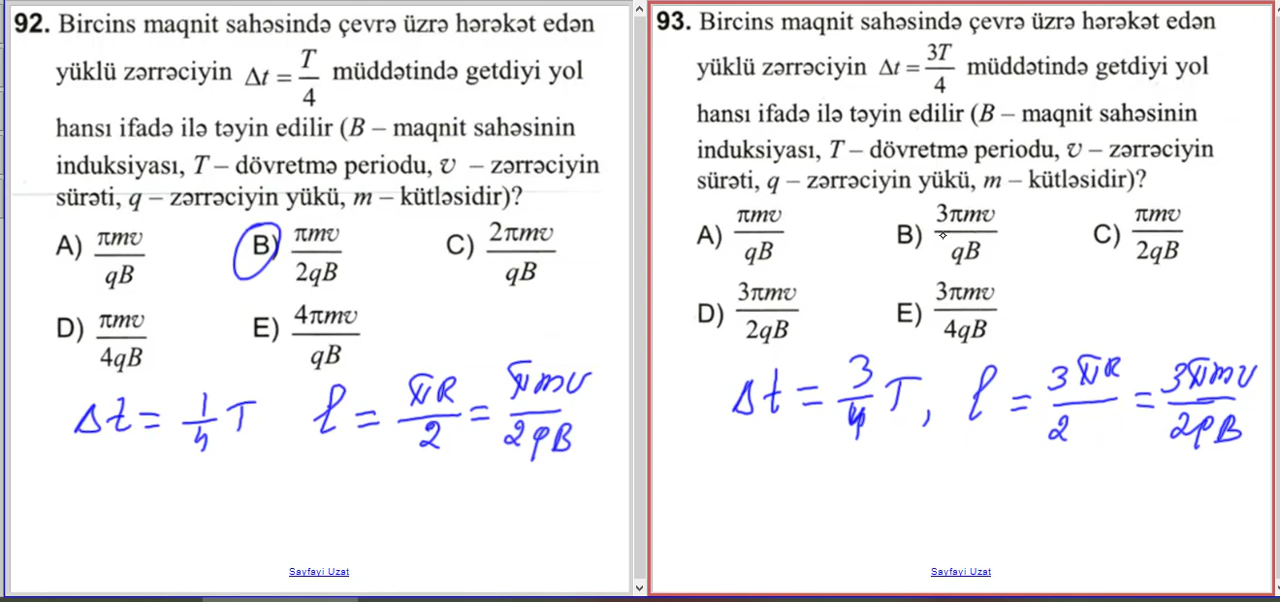 92. Bircins maqnit sahəsində çevrə üzrə hərəkət edən
yüklü zərrəciyin Δt = T/4 müddətində getdiyi yol
hansı ifadə ilə təyin edilir (B – maqnit sahəsinin
induksiyası, T – dövretmə periodu, υ – zərrəciyin
sürəti, q – zərrəciyin yükü, m – kütləsidir)?
A) πmυ/qB B) πmυ/2qB C) 2πmυ/qB
D) πmυ/4qB E) 4πmυ/qB
Δt = 1/4 T ℓ = πR/2 = πmυ/2qB
Sayfayi Uzat
93. Bircins maqnit sahəsində çevrə üzrə hərəkət edən
yüklü zərrəciyin Δt = 3T/4 müddətində getdiyi yol
hansı ifadə ilə təyin edilir (B – maqnit sahəsinin
induksiyası, T – dövretmə periodu, υ – zərrəciyin
sürəti, q – zərrəciyin yükü, m – kütləsidir)?
A) πmυ/qB B) 3πmυ/qB C) πmυ/2qB
D) 3πmυ/2qB E) 3πmυ/4qB
Δt = 3/4 T, ℓ = 3πR/2 = 3πmυ/2qB
Sayfayi Uzat